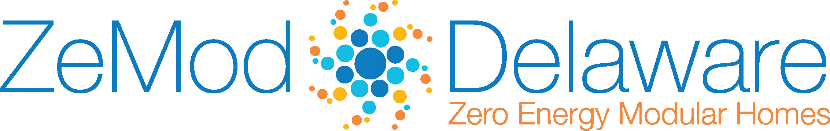 ZeMod Delaware
Zero Energy Modular Homes